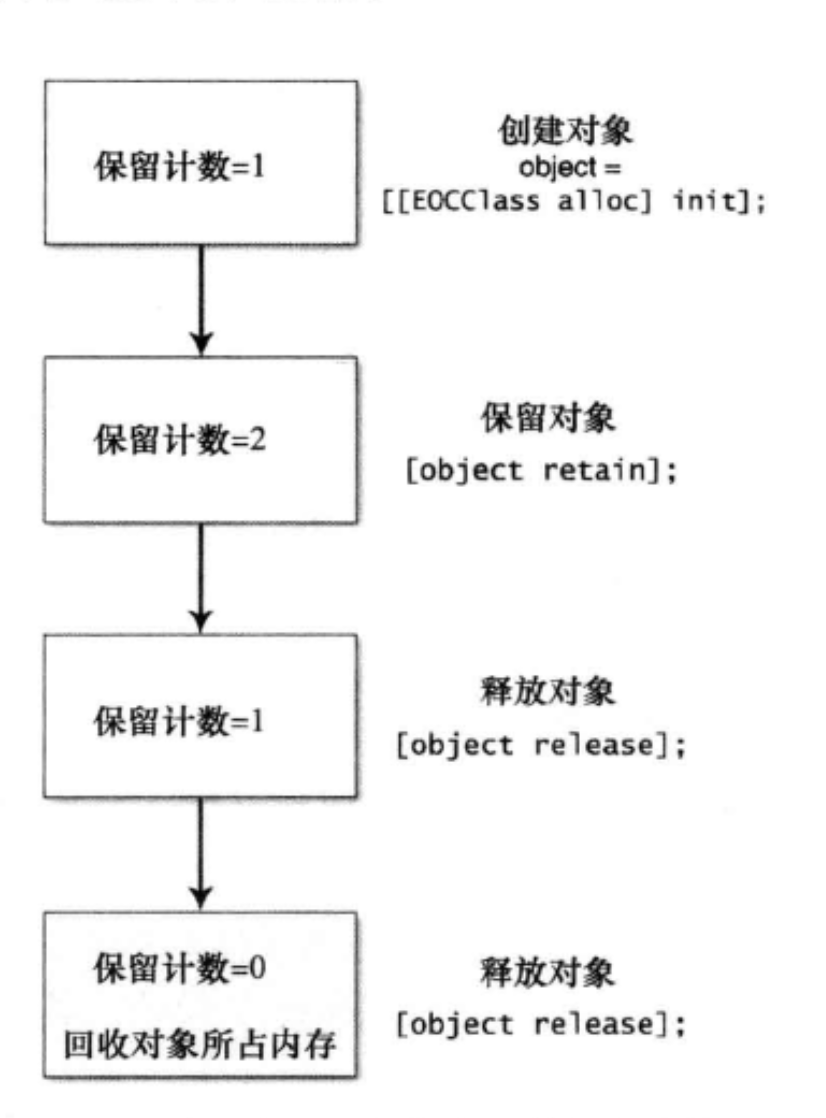 保留计数=1
创建对象
object =
[[EOCClass alloc] init];
保留计数=2
保留对象
[object retain];
保留计数=1
释放对象
[object release];
保留计数=0
回收对象所占内存
释放对象
[object release];